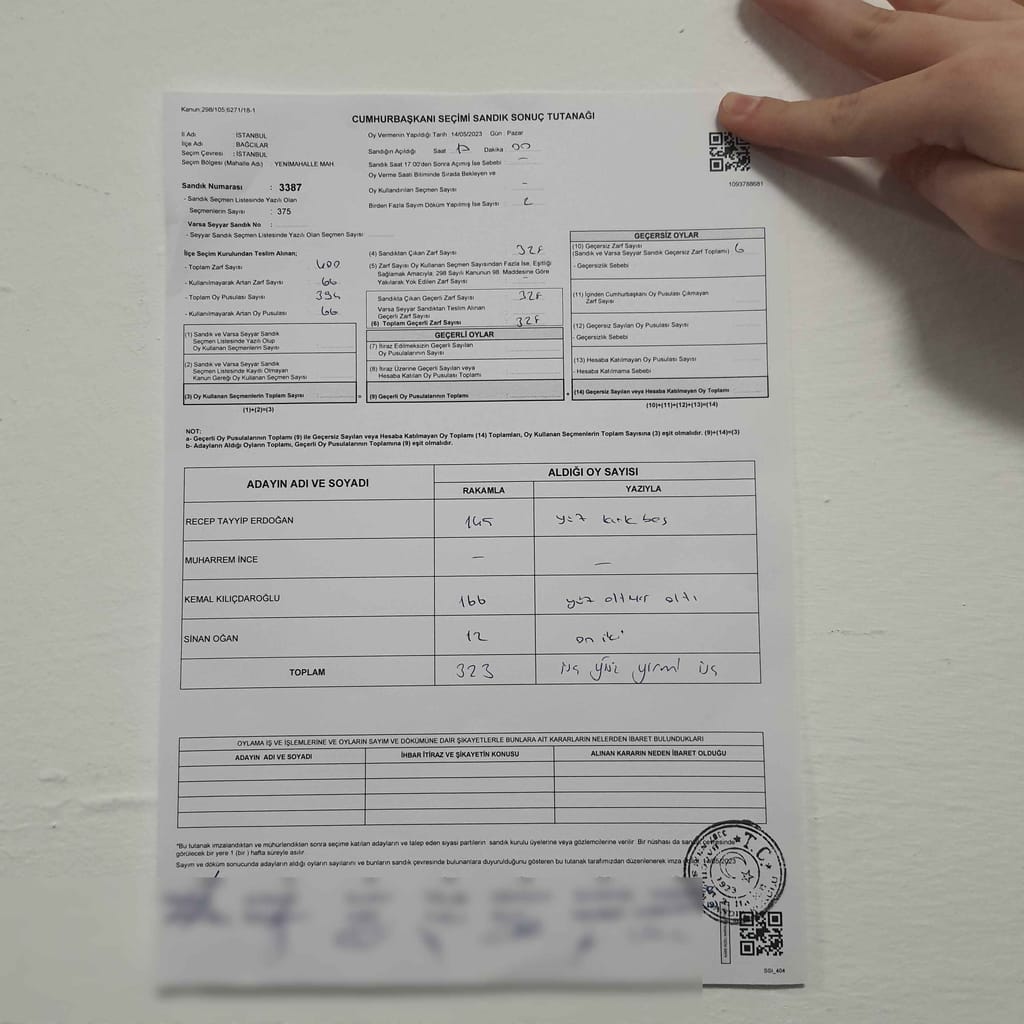 Kanun:298/105;6271/18-1
CUMHURBAŞKANI SEÇİMİ SANDIK SONUÇ TUTANAĞI
İl Adı : İSTANBUL
İlçe Adı : BAĞCILAR
Seçim Çevresi : İSTANBUL
Seçim Bölgesi (Mahalle Adı) YENİMAHALLE MAH.
Sandık Numarası : 3387
- Sandık Seçmen Listesinde Yazılı Olan
Seçmenlerin Sayısı : 375
Varsa Seyyar Sandık No :
- Seyyar Sandık Seçmen Listesinde Yazılı Olan Seçmen Sayısı
Oy Vermenin Yapıldığı Tarih 14/05/2023 Gün : Pazar
Sandığın Açıldığı Saat Dakika 00
Sandık Saat 17.00'den Sonra Açılmış İse Sebebi —
Oy Verme Saati Bitiminde Sırada Bekleyen ve
Oy Kullandırılan Seçmen Sayısı -
Birden Fazla Sayım Döküm Yapılmış İse Sayısı
1093788681
İlçe Seçim Kurulundan Teslim Alınan;
- Toplam Zarf Sayısı : 400
- Kullanılmayarak Artan Zarf Sayısı : 66
- Toplam Oy Pusulası Sayısı : 394
- Kullanılmayarak Artan Oy Pusulası : 66
(1) Sandık ve Varsa Seyyar Sandık
Seçmen Listesinde Yazılı Olup
Oy Kullanan Seçmenlerin Sayısı
(2) Sandık ve Varsa Seyyar Sandık
Seçmen Listesinde Kayıtlı Olmayan
Kanun Gereği Oy Kullanan Seçmen Sayısı
(3) Oy Kullanan Seçmenlerin Toplam Sayısı : =
(1)+(2)=(3)
(4) Sandıktan Çıkan Zarf Sayısı
(5) Zarf Sayısı Oy Kullanan Seçmen Sayısından Fazla İse, Eşitliği
Sağlamak Amacıyla; 298 Sayılı Kanunun 98. Maddesine Göre
Yakılarak Yok Edilen Zarf Sayısı
Sandıkta Çıkan Geçerli Zarf Sayısı
Varsa Seyyar Sandıktan Teslim Alınan
Geçerli Zarf Sayısı
(6) Toplam Geçerli Zarf Sayısı
GEÇERLİ OYLAR
(7) İtiraz Edilmeksizin Geçerli Sayılan
Oy Pusulalarının Sayısı
(8) İtiraz Üzerine Geçerli Sayılan veya
Hesaba Katılan Oy Pusulası Toplamı
(9) Geçerli Oy Pusulalarının Toplamı : +
GEÇERSİZ OYLAR
(10) Geçersiz Zarf Sayısı
(Sandık ve Varsa Seyyar Sandık Geçersiz Zarf Toplamı) 6
- Geçersizlik Sebebi
(11) İçinden Cumhurbaşkanı Oy Pusulası Çıkmayan
Zarf Sayısı
(12) Geçersiz Sayılan Oy Pusulası Sayısı
- Geçersizlik Sebebi
(13) Hesaba Katılmayan Oy Pusulası Sayısı
- Hesaba Katılmama Sebebi
(14) Geçersiz Sayılan veya Hesaba Katılmayan Oy Toplamı
(10)+(11)+(12)+(13)=(14)
NOT:
a- Geçerli Oy Pusulalarının Toplamı (9) ile Geçersiz Sayılan veya Hesaba Katılmayan Oy Toplamı (14) Toplamları, Oy Kullanan Seçmenlerin Toplam Sayısına (3) eşit olmalıdır. (9)+(14)=(3)
b- Adayların Aldığı Oyların Toplamı, Geçerli Oy Pusulalarının Toplamına (9) eşit olmalıdır.
ADAYIN ADI VE SOYADI ALDIĞI OY SAYISI
RAKAMLA YAZIYLA
RECEP TAYYİP ERDOĞAN 145 yüz kırk beş
MUHARREM İNCE — —
KEMAL KILIÇDAROĞLU 166 yüz altmış altı
SİNAN OĞAN 12 on iki
TOPLAM 323 üç yüz yirmi üç
OYLAMA İŞ VE İŞLEMLERİNE VE OYLARIN SAYIM VE DÖKÜMÜNE DAİR ŞİKAYETLERLE BUNLARA AİT KARARLARIN NELERDEN İBARET BULUNDUKLARI
ADAYIN ADI VE SOYADI İHBAR İTİRAZ VE ŞİKAYETİN KONUSU ALINAN KARARIN NEDEN İBARET OLDUĞU
*Bu tutanak imzalandıktan ve mühürlendikten sonra seçime katılan adayların ve talep eden siyasi partilerin sandık kurulu üyelerine veya gözlemcilerine verilir. Bir nüshası da sandık çevresinde
görülecek bir yere 1 (bir) hafta süreyle asılır
Sayım ve döküm sonucunda adayların aldığı oyların sayılarını ve bunların sandık çevresinde bulunanlara duyurulduğunu gösteren bu tutanak tarafımızdan düzenlenerek imza 14/05/2023
T.C.
1923
SSİ_404